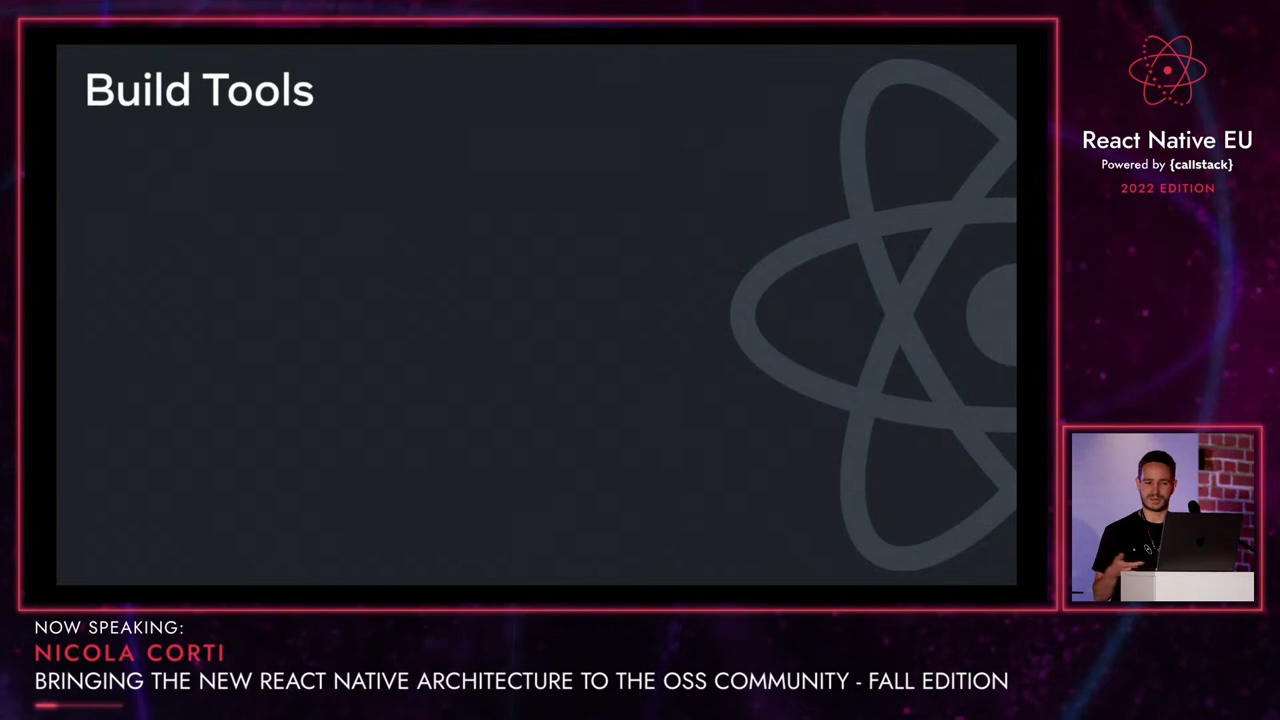 Build Tools
React Native EU
Powered by {callstack}
2022 EDITION
NOW SPEAKING:
NICOLA CORTI
BRINGING THE NEW REACT NATIVE ARCHITECTURE TO THE OSS COMMUNITY - FALL EDITION